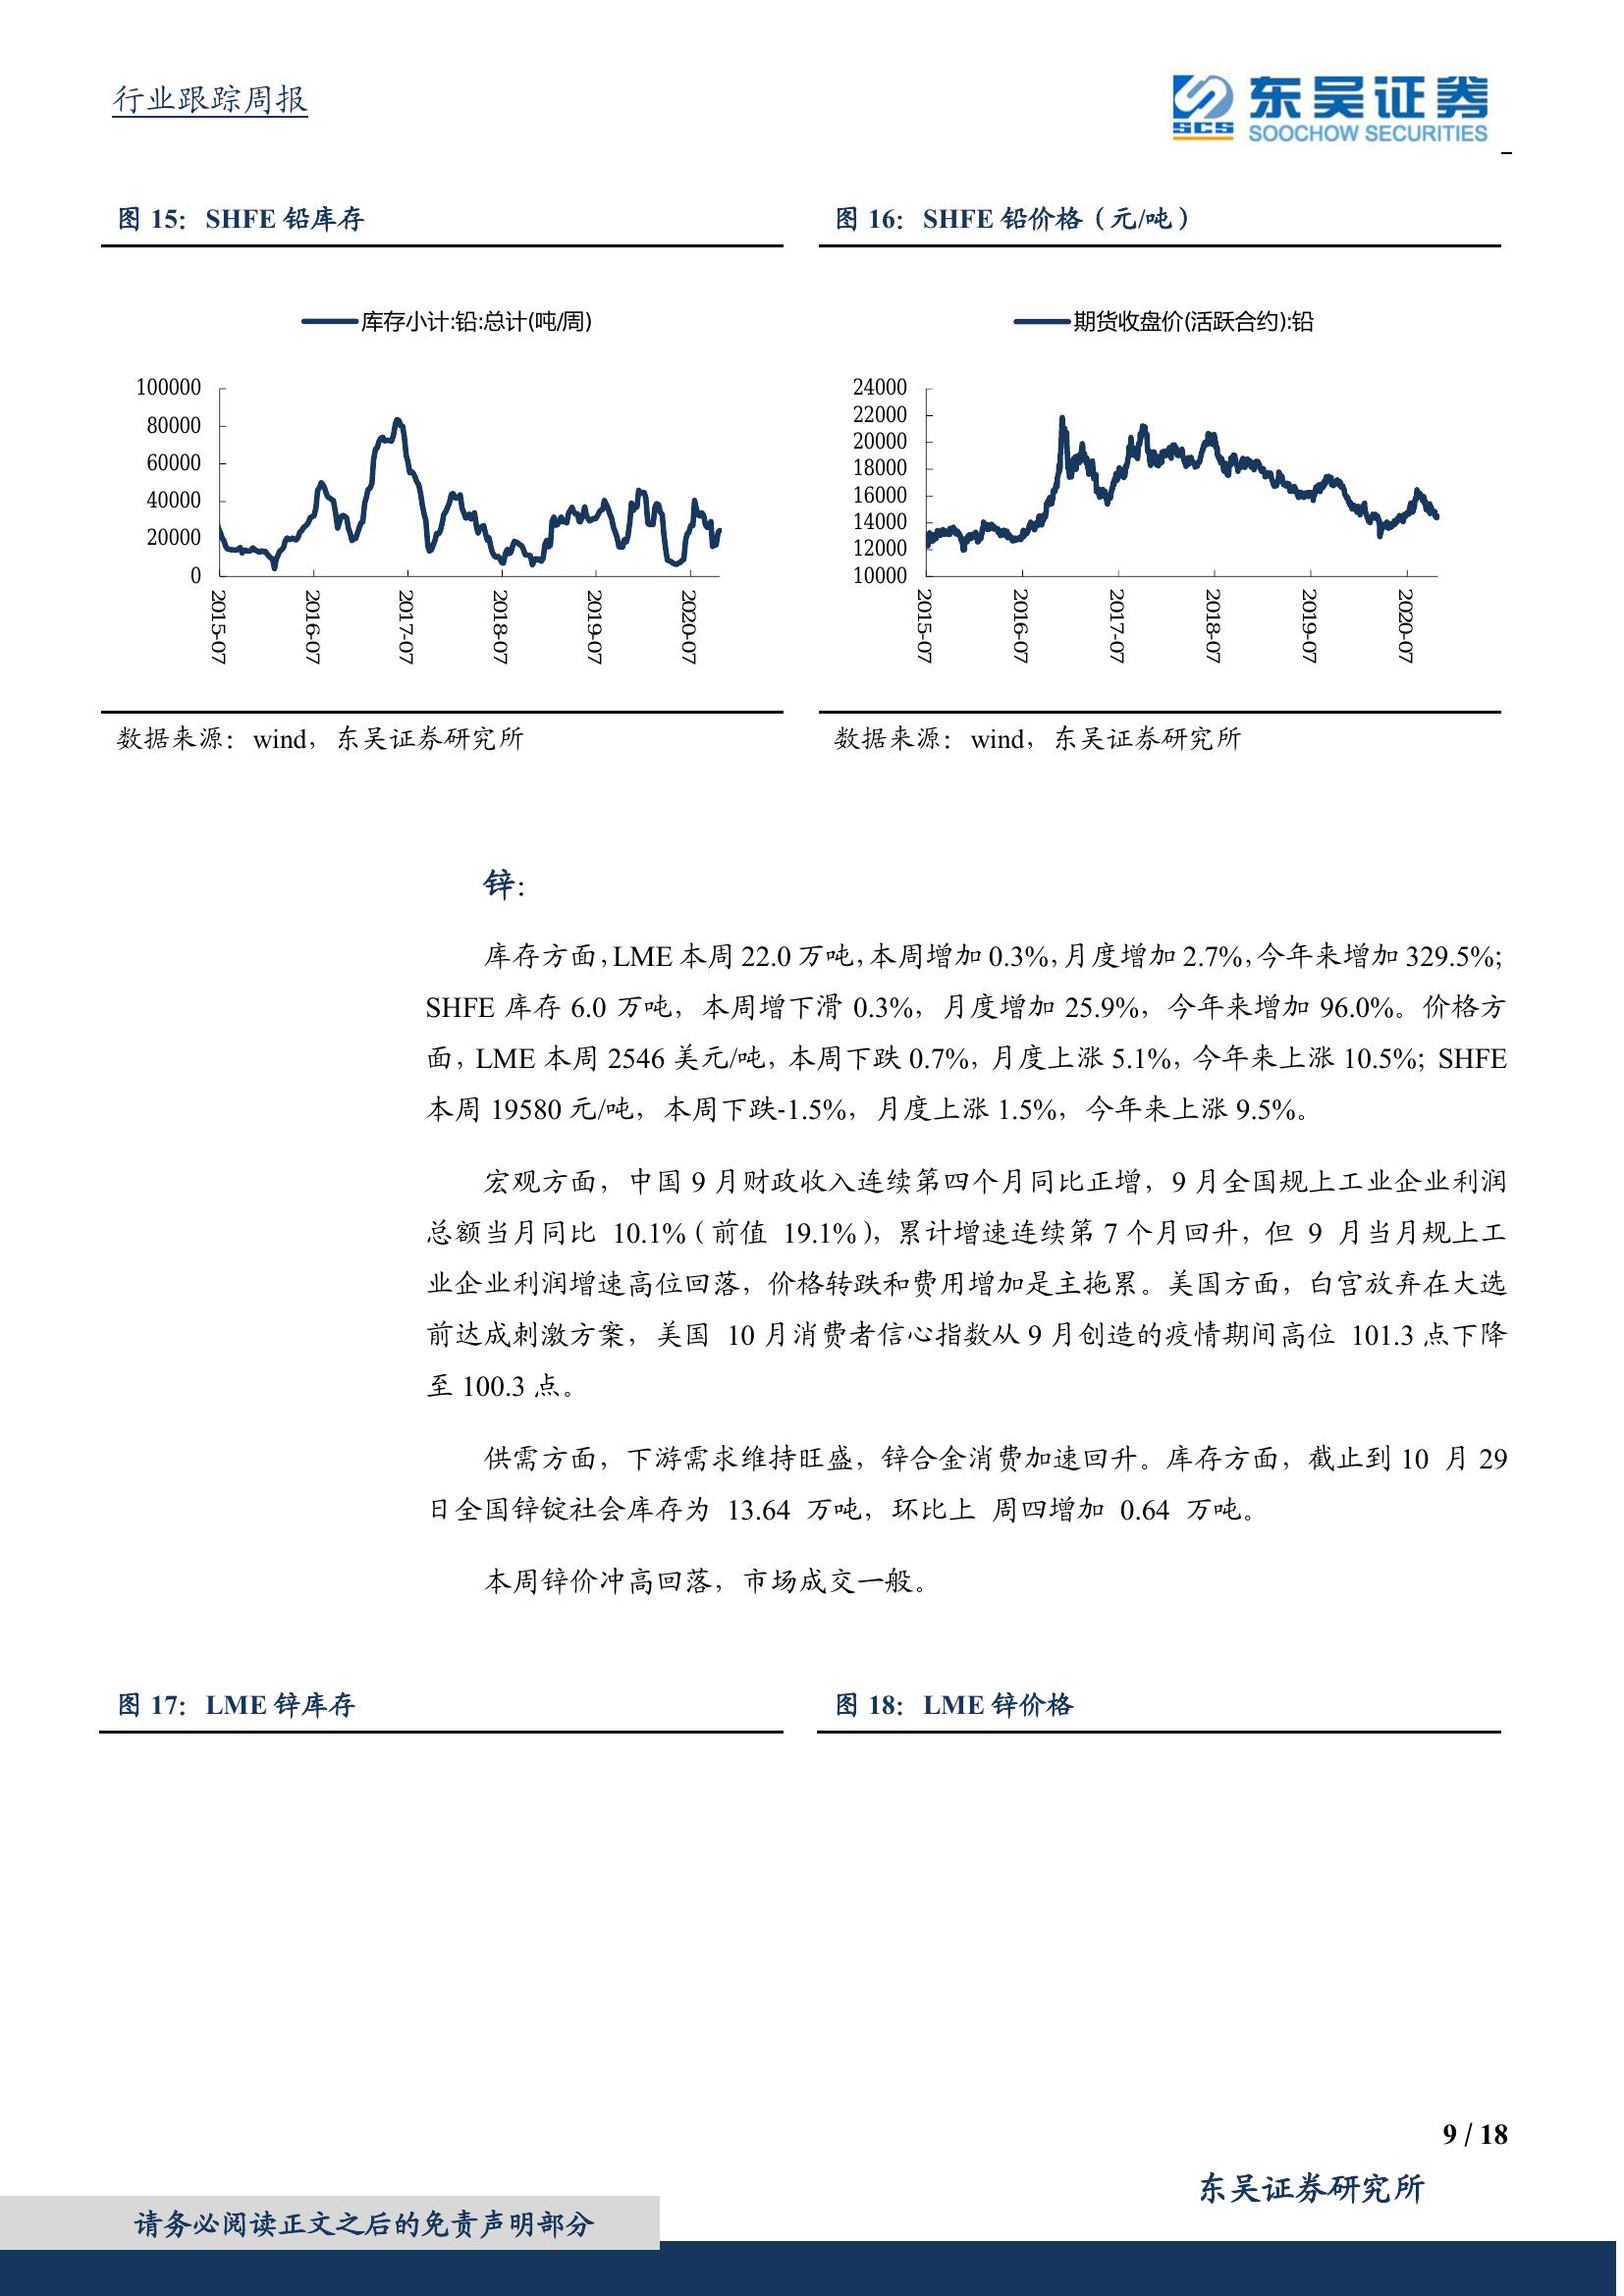 行业跟踪周报
SCS 东吴证券
SOOCHOW SECURITIES
图 15：SHFE 铅库存
库存小计:铅:总计(吨/周)
100000
80000
60000
40000
20000
0
2015-07
2016-07
2017-07
2018-07
2019-07
2020-07
数据来源：wind，东吴证券研究所
图 16：SHFE 铅价格（元/吨）
期货收盘价(活跃合约):铅
24000
22000
20000
18000
16000
14000
12000
10000
2015-07
2016-07
2017-07
2018-07
2019-07
2020-07
数据来源：wind，东吴证券研究所
锌：
库存方面，LME 本周 22.0 万吨，本周增加 0.3%，月度增加 2.7%，今年来增加 329.5%；
SHFE 库存 6.0 万吨，本周增下滑 0.3%，月度增加 25.9%，今年来增加 96.0%。价格方
面，LME 本周 2546 美元/吨，本周下跌 0.7%，月度上涨 5.1%，今年来上涨 10.5%；SHFE
本周 19580 元/吨，本周下跌-1.5%，月度上涨 1.5%，今年来上涨 9.5%。
宏观方面，中国 9 月财政收入连续第四个月同比正增，9 月全国规上工业企业利润
总额当月同比 10.1%（前值 19.1%），累计增速连续第 7 个月回升，但 9 月当月规上工
业企业利润增速高位回落，价格转跌和费用增加是主拖累。美国方面，白宫放弃在大选
前达成刺激方案，美国 10 月消费者信心指数从 9 月创造的疫情期间高位 101.3 点下降
至 100.3 点。
供需方面，下游需求维持旺盛，锌合金消费加速回升。库存方面，截止到 10 月 29
日全国锌锭社会库存为 13.64 万吨，环比上 周四增加 0.64 万吨。
本周锌价冲高回落，市场成交一般。
图 17：LME 锌库存
图 18：LME 锌价格
9 / 18
东吴证券研究所
请务必阅读正文之后的免责声明部分